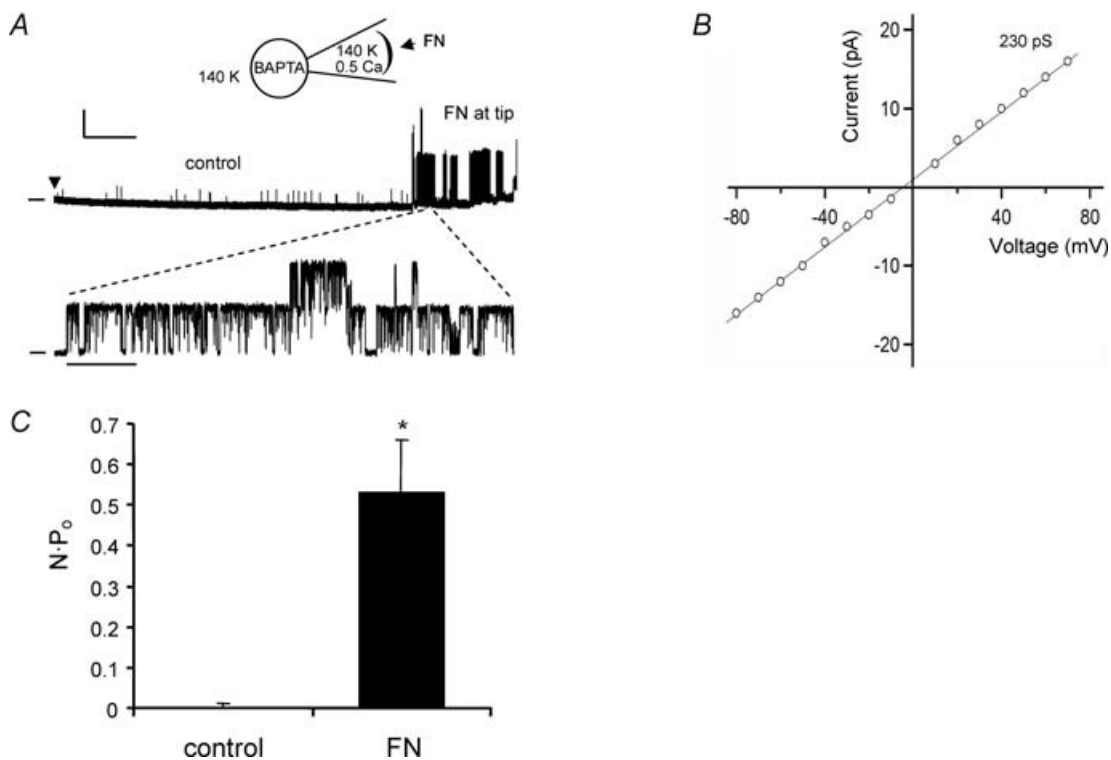 A
FN
BAPTA
140 K
0.5 Ca
140 K
FN at tip
control
B
230 pS
Current (pA)
20
10
-10
-20
-80
-40
40
80
Voltage (mV)
C
0.7
0.6
0.5
0.4
0.3
0.2
0.1
0
N·Po
*
control
FN